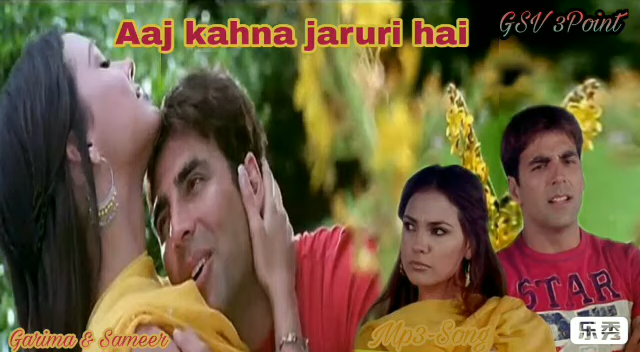 Aaj kahna jaruri hai
GSV 3Point
STAR
Garima & Sameer
Mp3-Song
乐秀